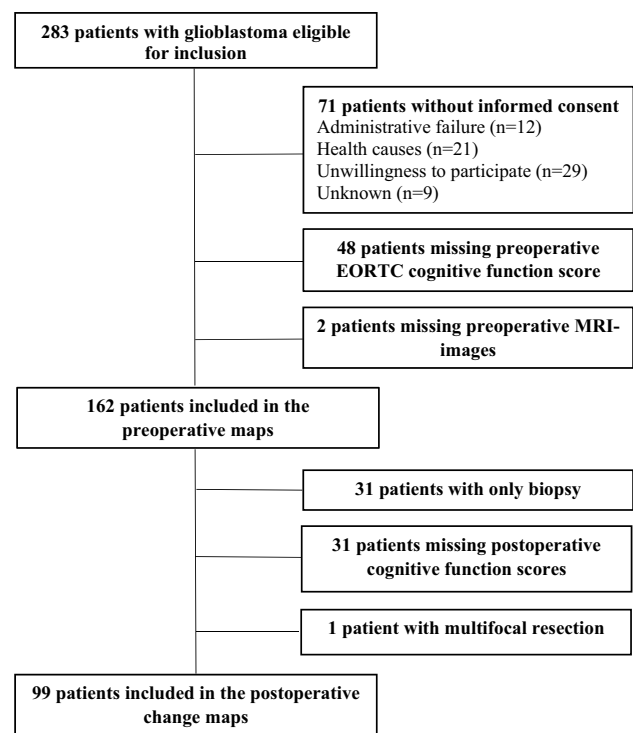 283 patients with glioblastoma eligible
for inclusion
71 patients without informed consent
Administrative failure (n=12)
Health causes (n=21)
Unwillingness to participate (n=29)
Unknown (n=9)
48 patients missing preoperative
EORTC cognitive function score
2 patients missing preoperative MRI-
images
162 patients included in the
preoperative maps
31 patients with only biopsy
31 patients missing postoperative
cognitive function scores
1 patient with multifocal resection
99 patients included in the postoperative
change maps